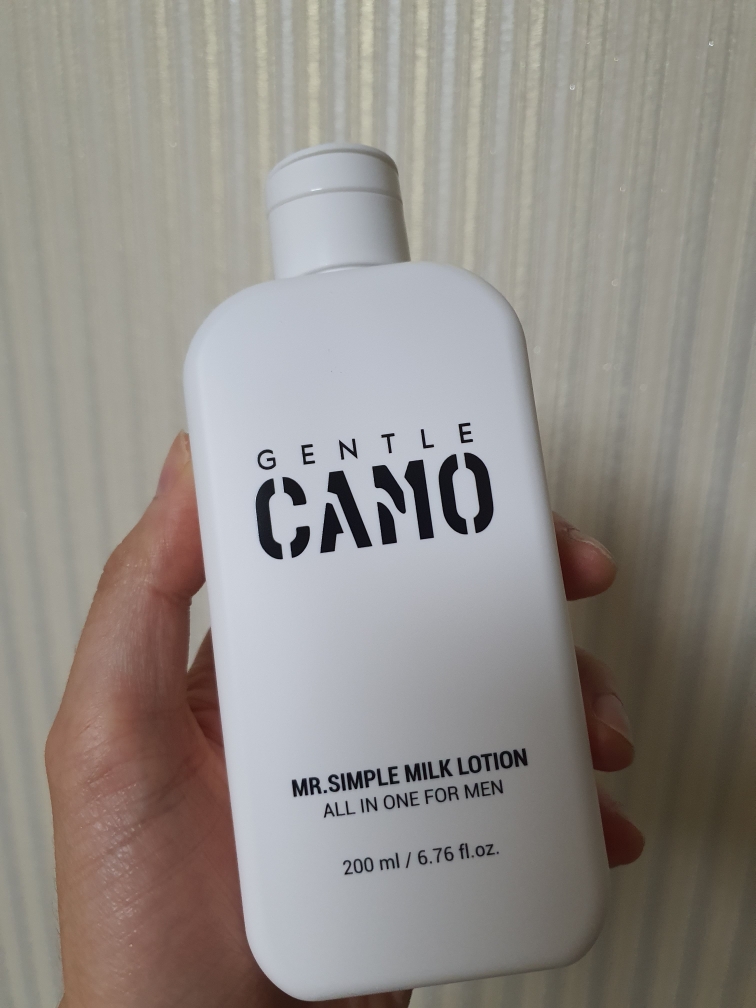 GENTLE
CAMO
MR.SIMPLE MILK LOTION
ALL IN ONE FOR MEN
200 ml / 6.76 fl.oz.